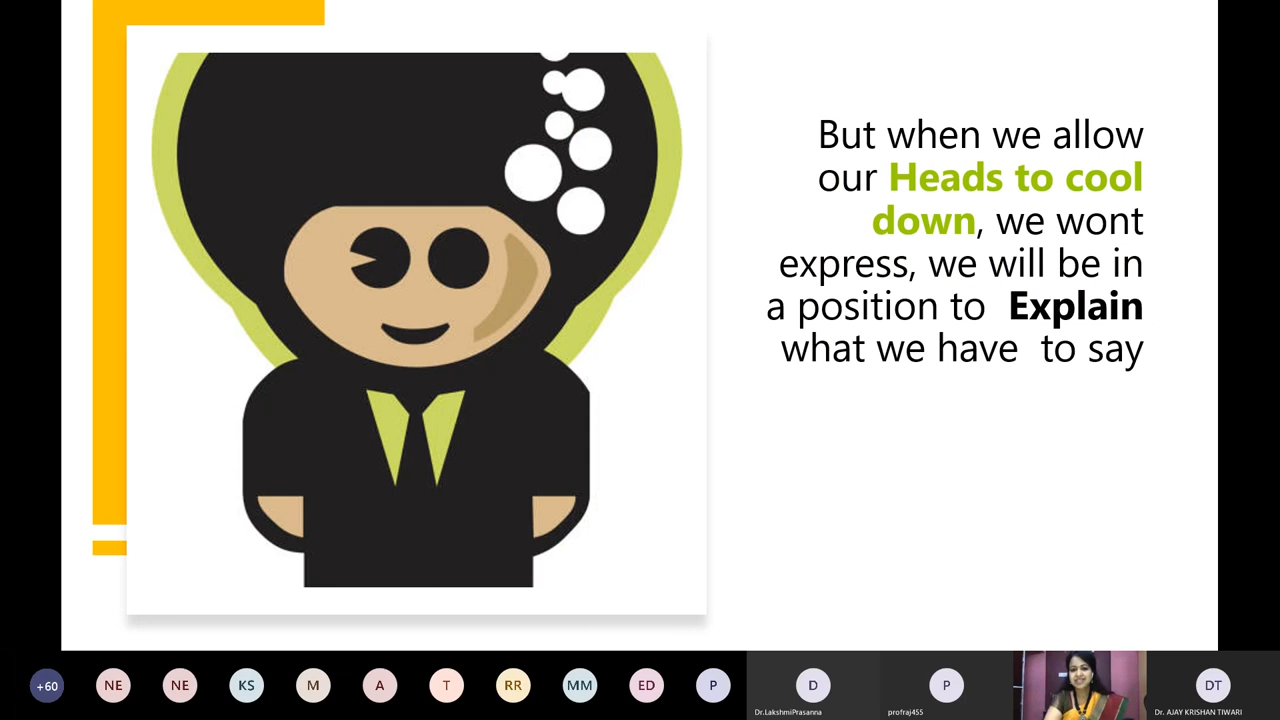 But when we allow
our Heads to cool
down, we wont
express, we will be in
a position to  Explain
what we have  to say
+60
NE
NE
KS
M
A
T
RR
MM
ED
P
D
P
DT
Dr.LakshmiPrasanna
profraj455
Dr. AJAY KRISHAN TIWARI